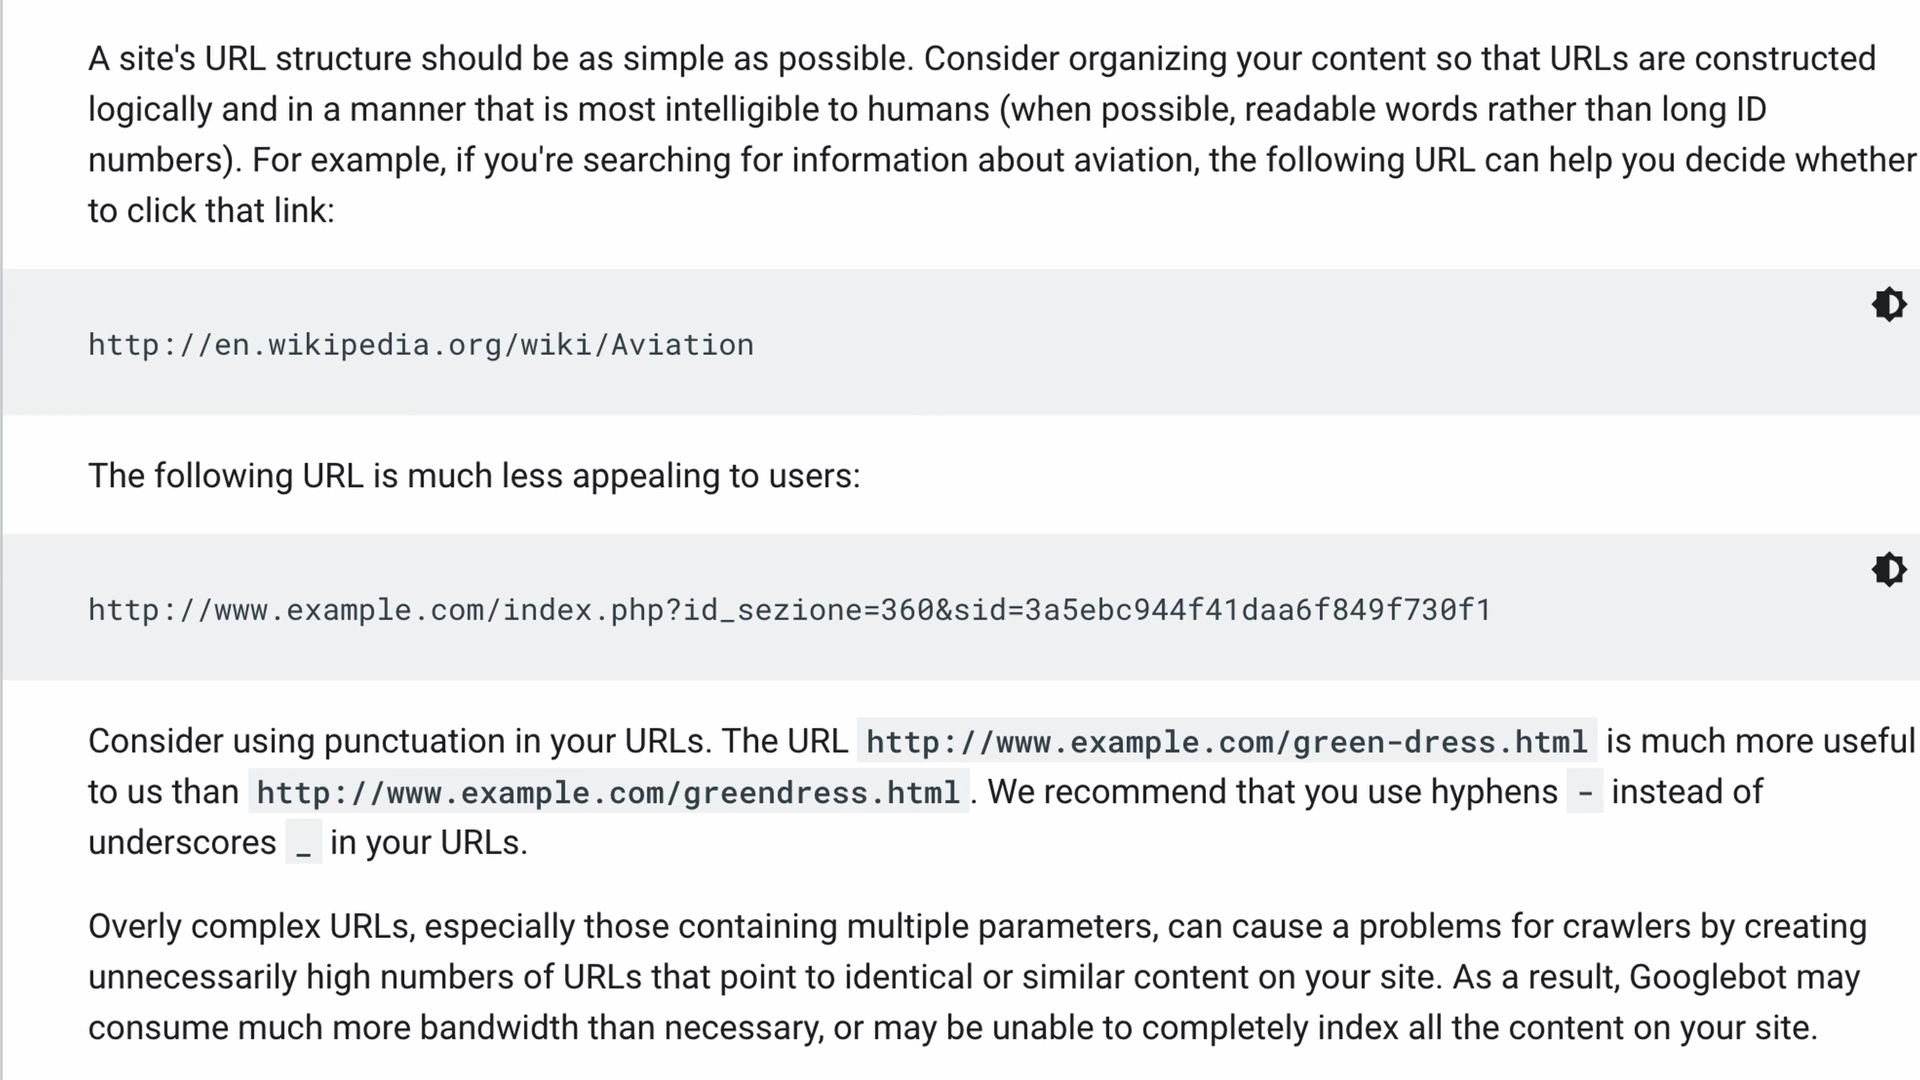 A site's URL structure should be as simple as possible. Consider organizing your content so that URLs are constructed
logically and in a manner that is most intelligible to humans (when possible, readable words rather than long ID
numbers). For example, if you're searching for information about aviation, the following URL can help you decide whether
to click that link:
http://en.wikipedia.org/wiki/Aviation
The following URL is much less appealing to users:
http://www.example.com/index.php?id_sezione=360&sid=3a5ebc944f41daa6f849f730f1
Consider using punctuation in your URLs. The URL http://www.example.com/green-dress.html is much more useful
to us than http://www.example.com/greendress.html. We recommend that you use hyphens - instead of
underscores _ in your URLs.
Overly complex URLs, especially those containing multiple parameters, can cause a problems for crawlers by creating
unnecessarily high numbers of URLs that point to identical or similar content on your site. As a result, Googlebot may
consume much more bandwidth than necessary, or may be unable to completely index all the content on your site.